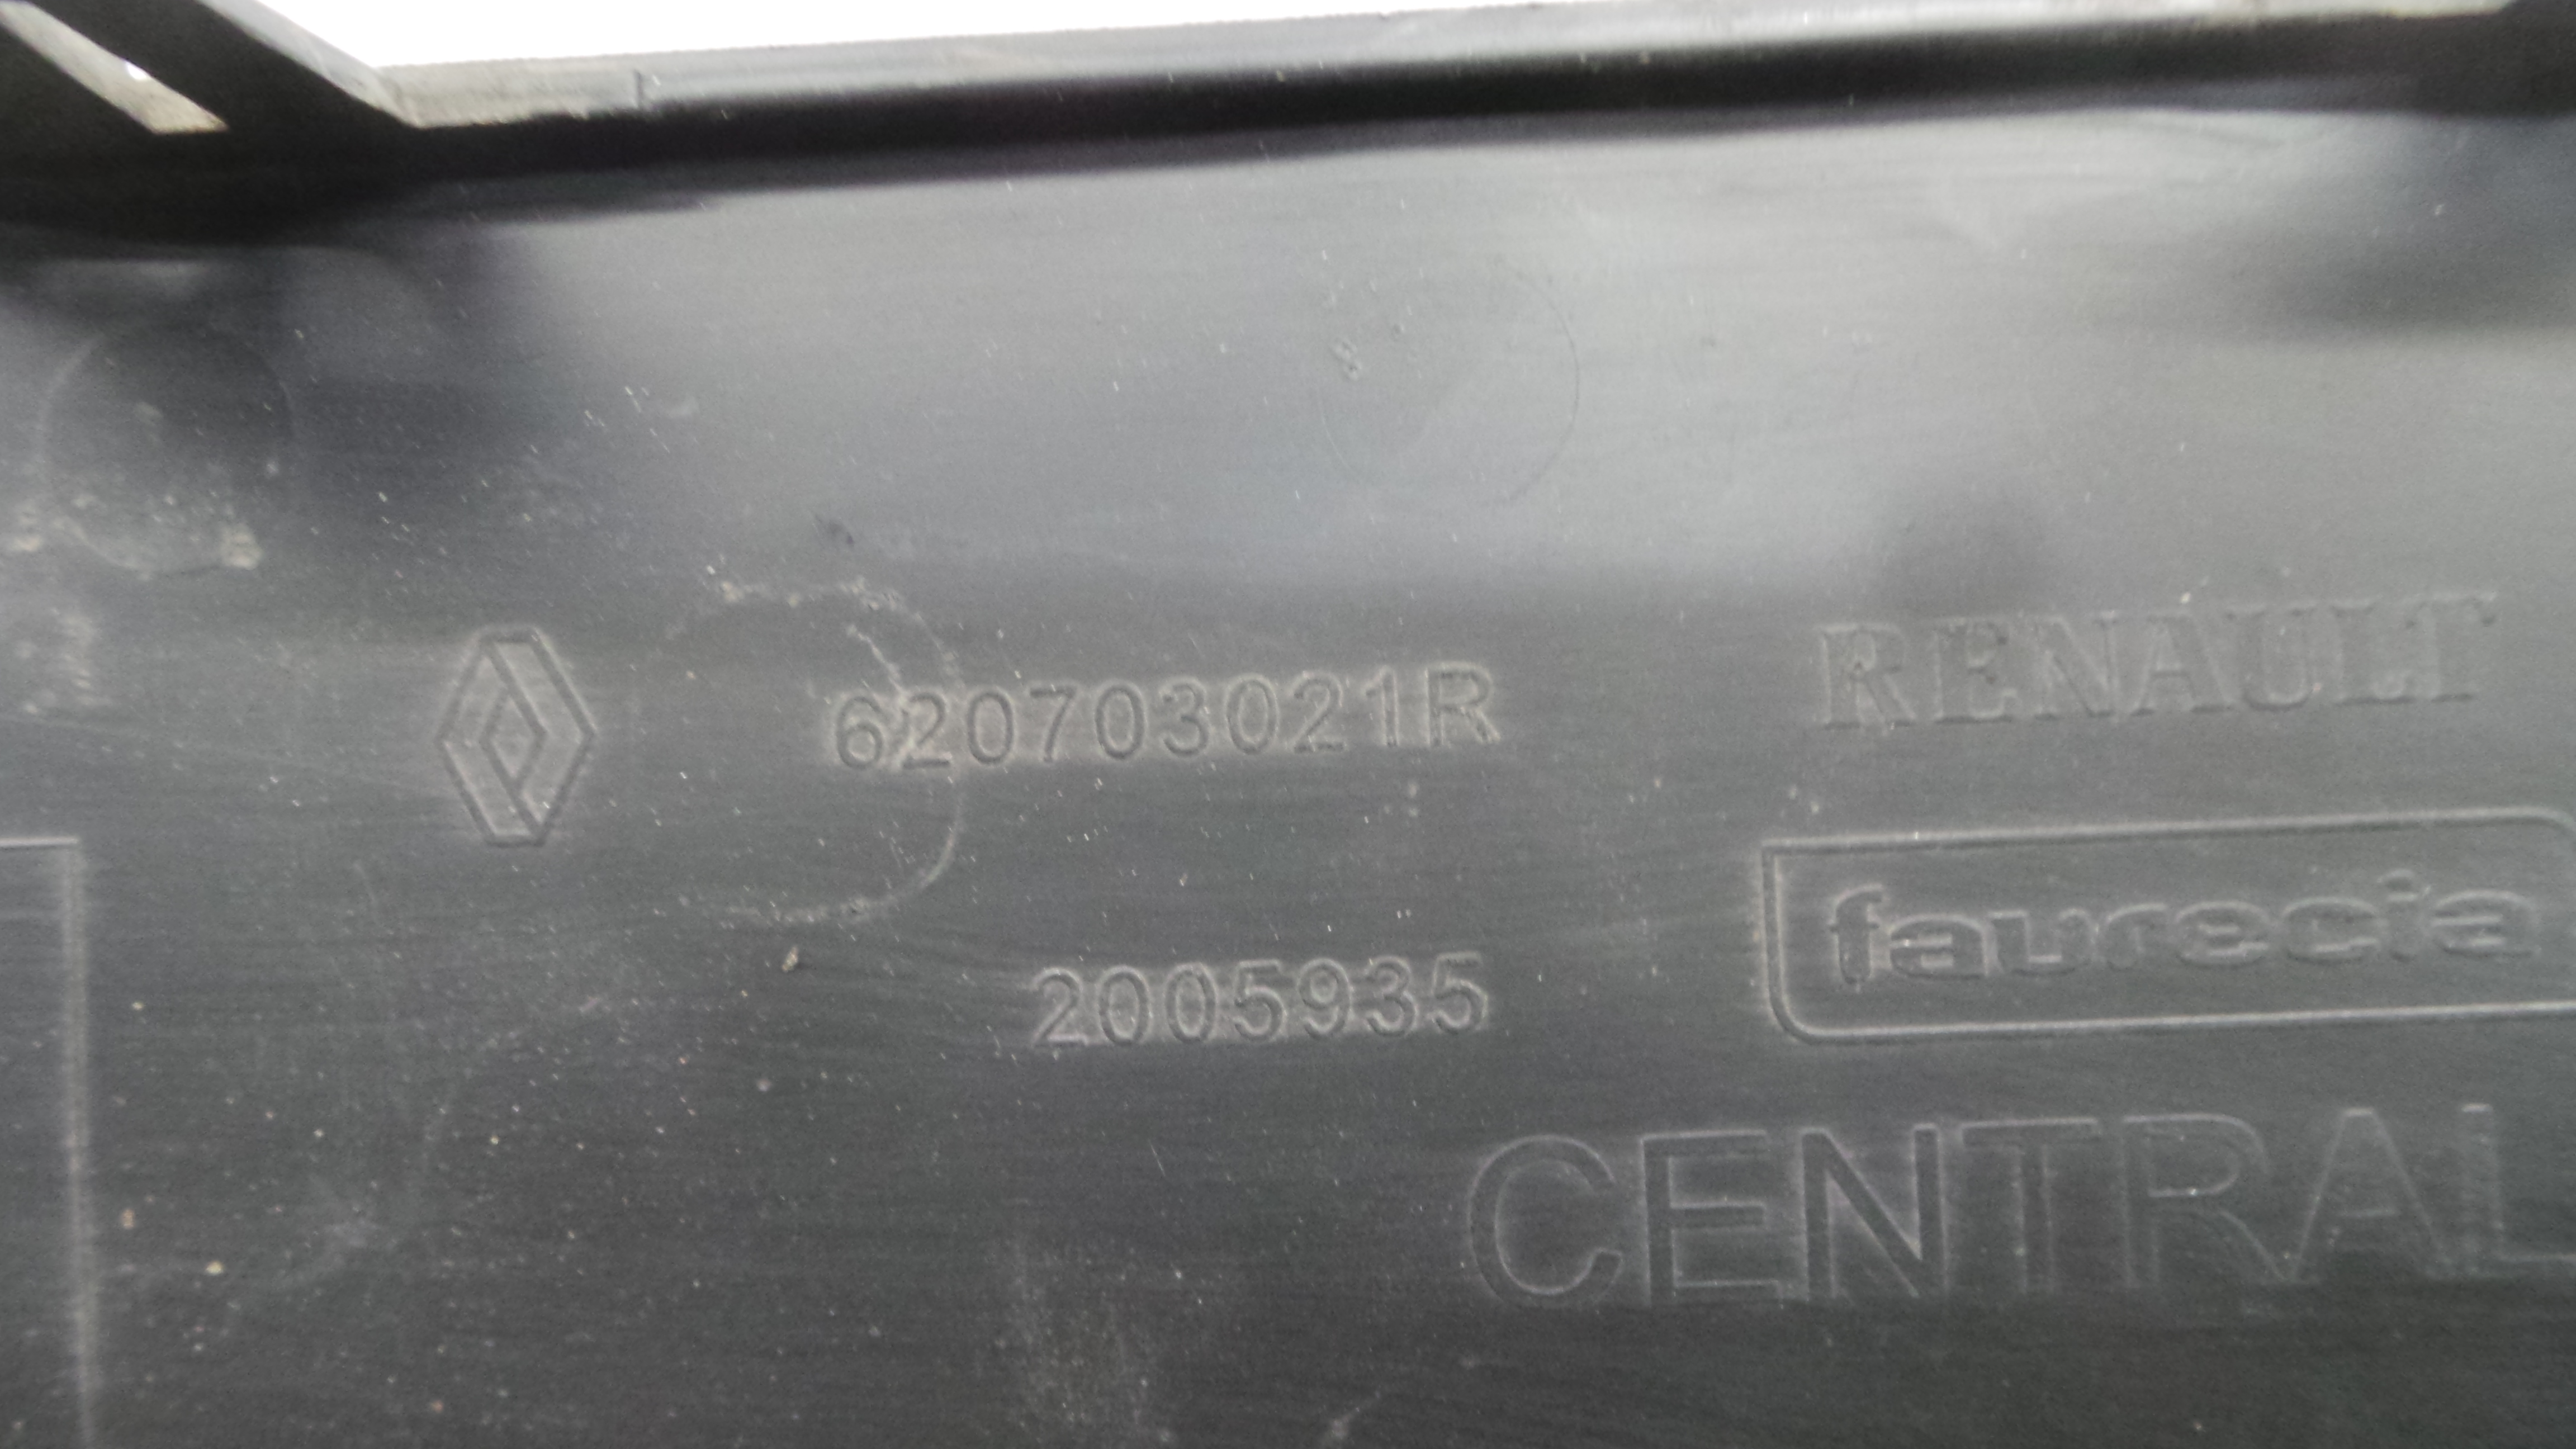 620703021R
RENAULT
2005935
faurecia
CENTRAL